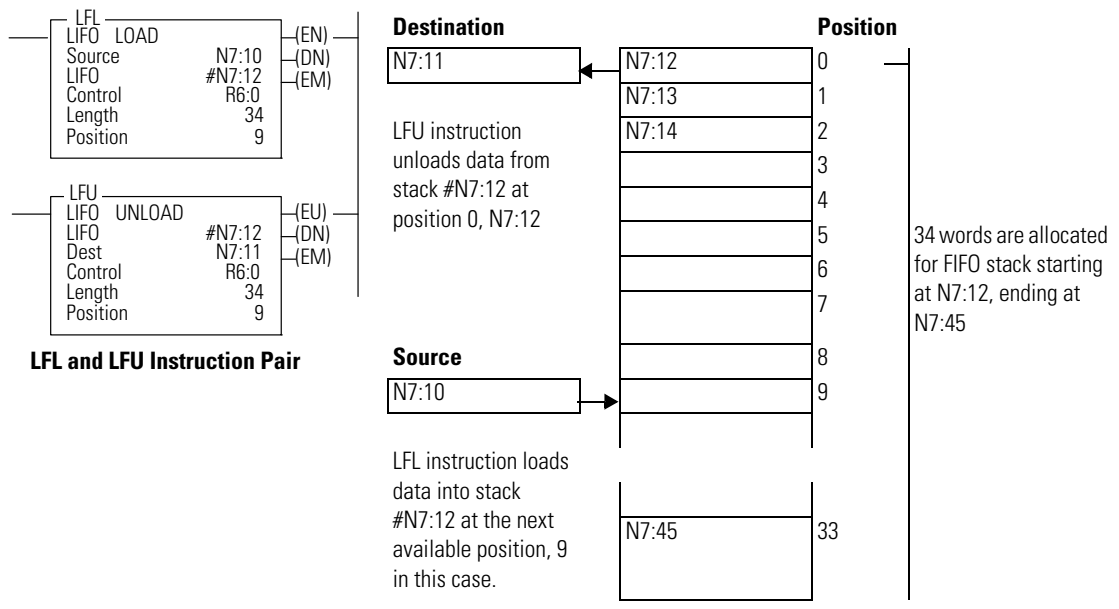 LFL
LIFO LOAD
Source N7:10
LIFO #N7:12
Control R6:0
Length 34
Position 9
(EN)
(DN)
(EM)
LFU
LIFO UNLOAD
LIFO #N7:12
Dest N7:11
Control R6:0
Length 34
Position 9
(EU)
(DN)
(EM)
LFL and LFU Instruction Pair
Destination
N7:11
LFU instruction
unloads data from
stack #N7:12 at
position 0, N7:12
Source
N7:10
LFL instruction loads
data into stack
#N7:12 at the next
available position, 9
in this case.
Position
N7:12 0
N7:13 1
N7:14 2
3
4
5
6
7
8
9
N7:45 33
34 words are allocated
for FIFO stack starting
at N7:12, ending at
N7:45